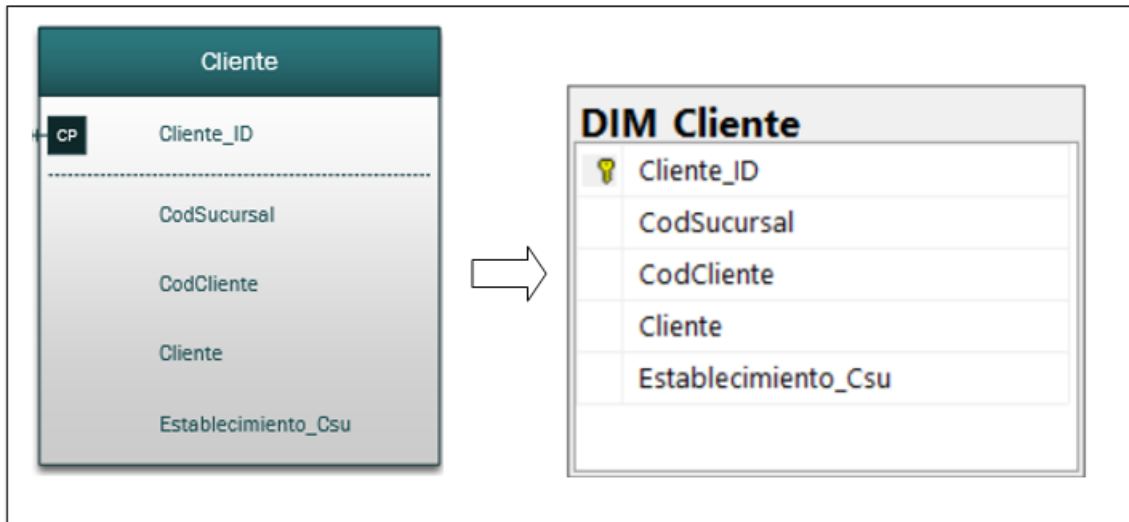 Cliente
CP Cliente_ID
CodSucursal
CodCliente
Cliente
Establecimiento_Csu
DIM Cliente
Cliente_ID
CodSucursal
CodCliente
Cliente
Establecimiento_Csu